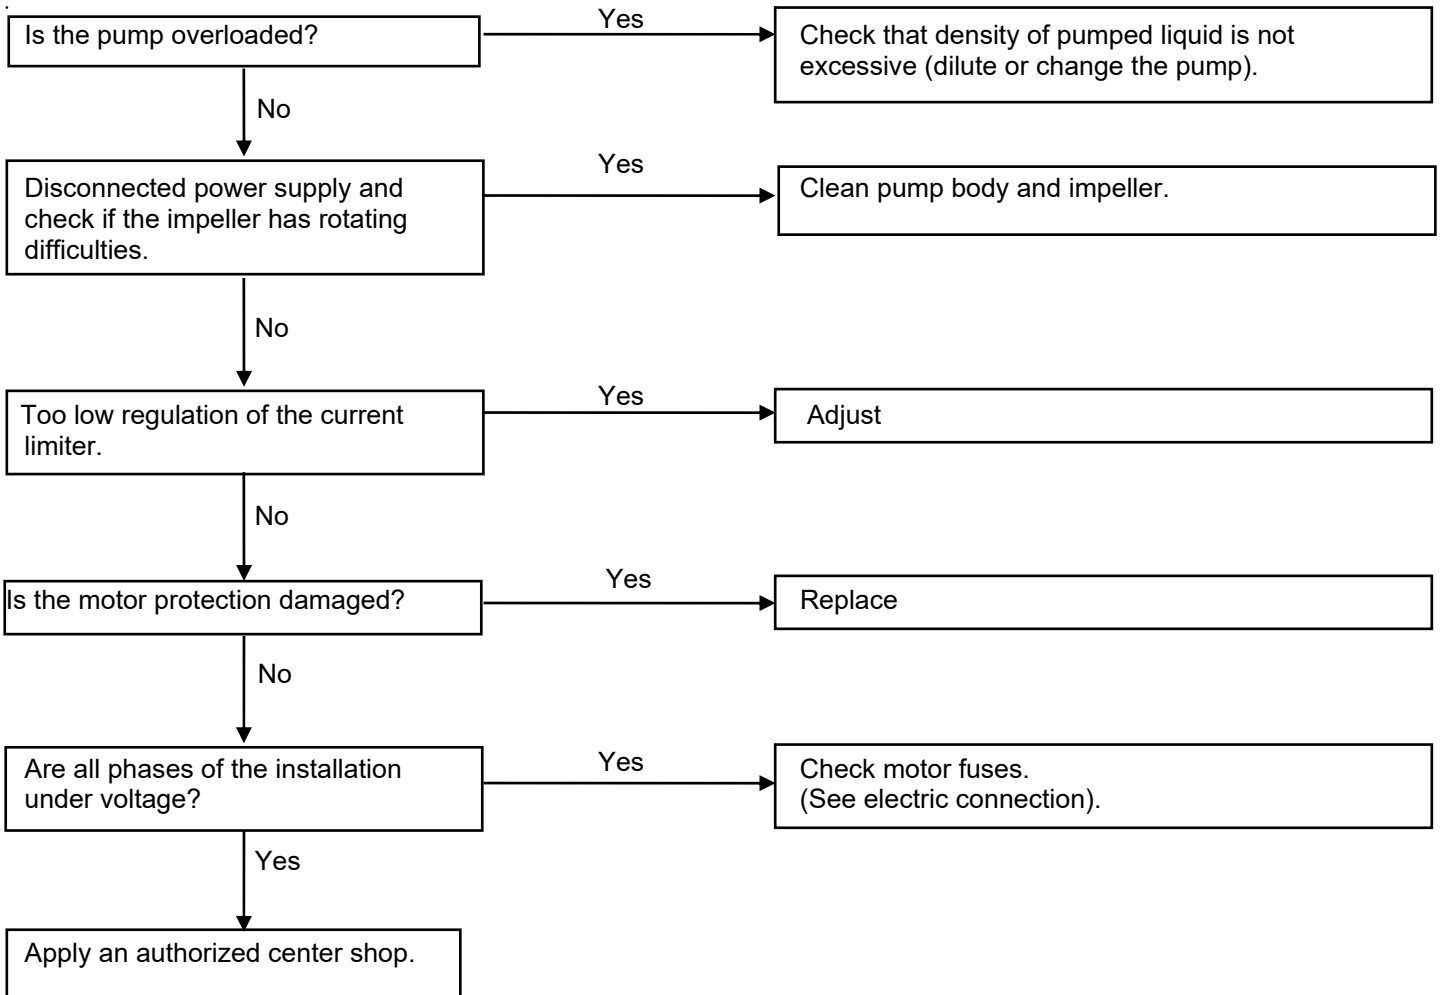 Is the pump overloaded?
Yes
Check that density of pumped liquid is not
excessive (dilute or change the pump).
No
Disconnected power supply and
check if the impeller has rotating
difficulties.
Yes
Clean pump body and impeller.
No
Too low regulation of the current
limiter.
Yes
Adjust
No
Is the motor protection damaged?
Yes
Replace
No
Are all phases of the installation
under voltage?
Yes
Check motor fuses.
(See electric connection).
Yes
Apply an authorized center shop.